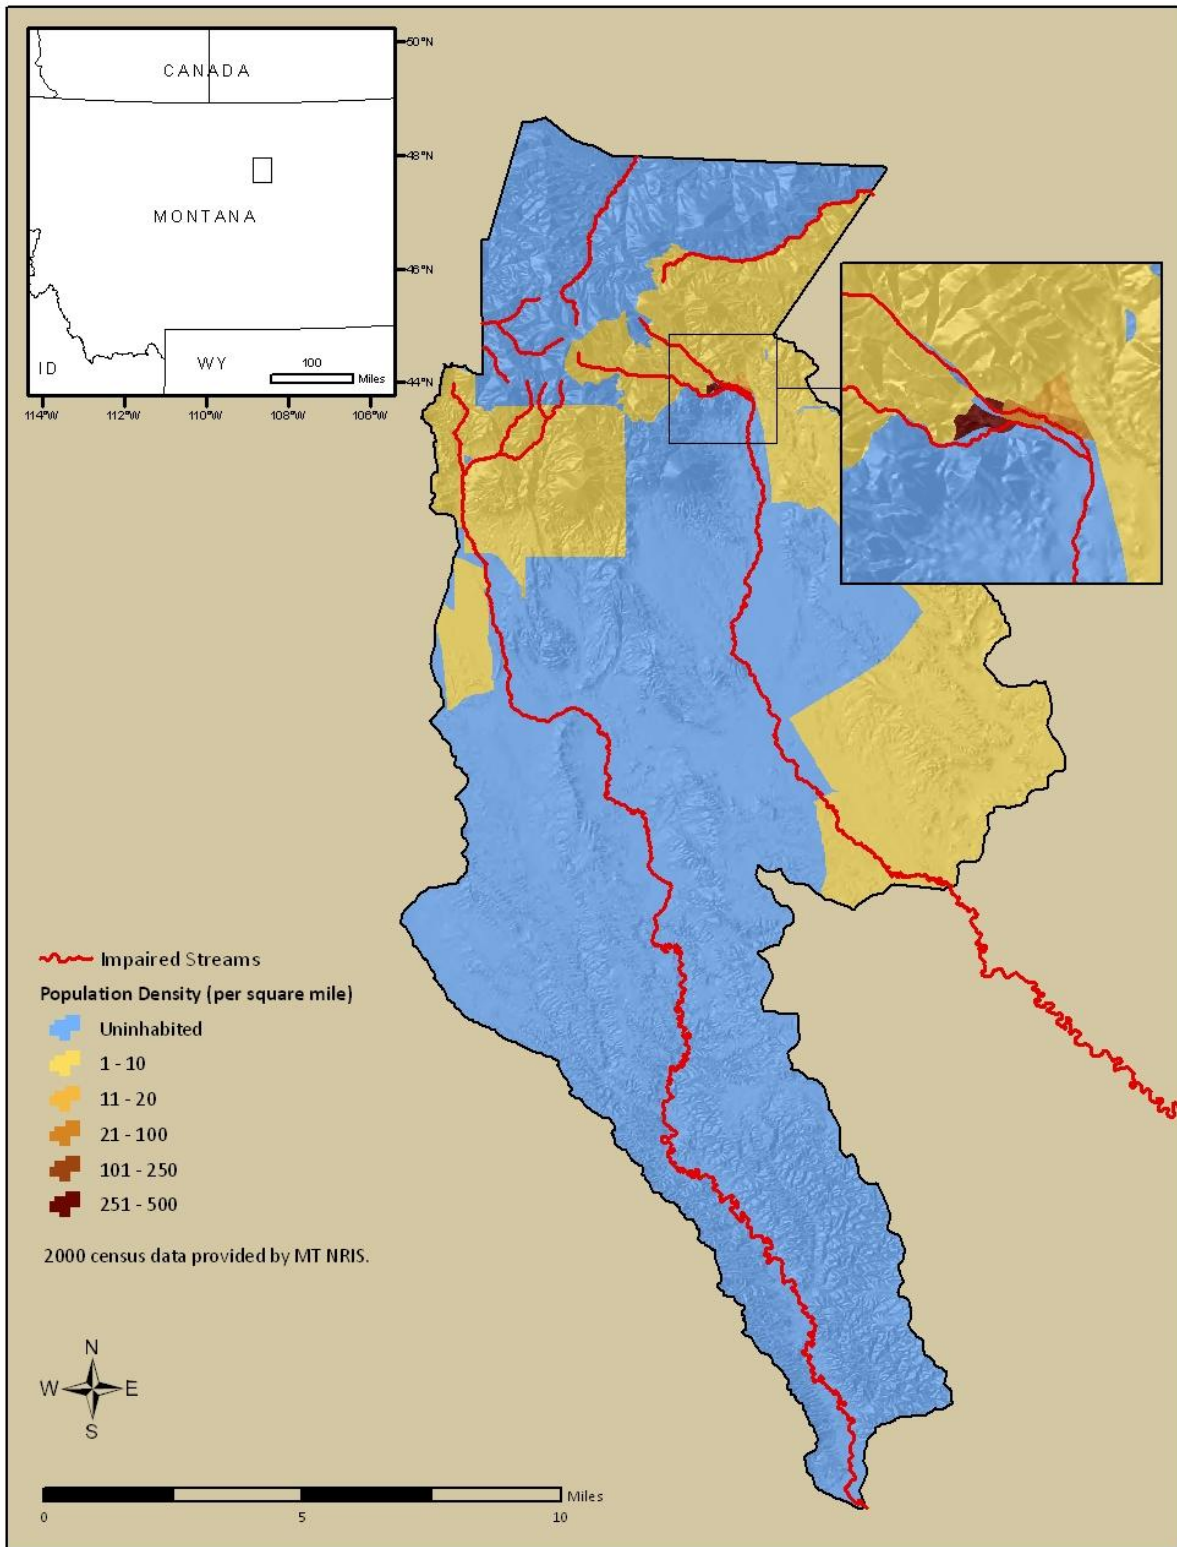 CANADA
MONTANA
ID
WY
100
Miles
50°N
48°N
46°N
44°N
114°W
112°W
110°W
108°W
106°W
Impaired Streams
Population Density (per square mile)
Uninhabited
1 - 10
11 - 20
21 - 100
101 - 250
251 - 500
2000 census data provided by MT NRIS.
N
W E
S
Miles
0 5 10